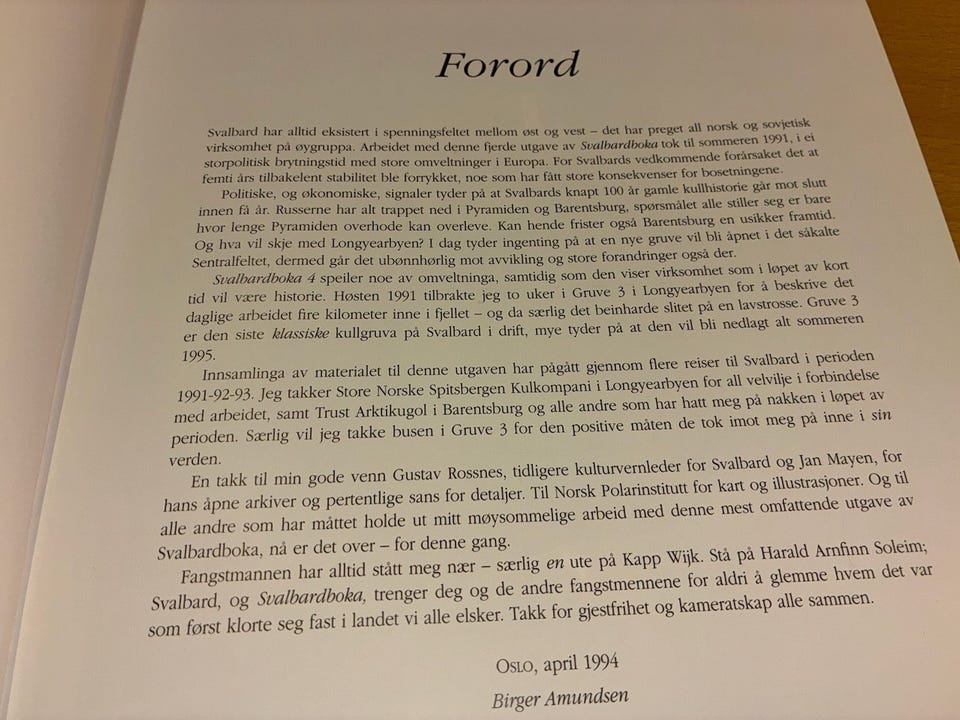 Forord
Svalbard har alltid eksistert i spenningsfeltet mellom øst og vest – det har preget all norsk og sovjetisk
virksomhet på øygruppa. Arbeidet med denne fjerde utgave av Svalbardboka tok til sommeren 1991, i ei
storpolitisk brytningstid med store omveltninger i Europa. For Svalbards vedkommende forårsaket det at
femti års tilbakelent stabilitet ble forrykket, noe som har fått store konsekvenser for bosetningene.
Politiske, og økonomiske, signaler tyder på at Svalbards knapt 100 år gamle kullhistorie går mot slutt
innen få år. Russerne har alt trappet ned i Pyramiden og Barentsburg, spørsmålet alle stiller seg er bare
hvor lenge Pyramiden overhode kan overleve. Kan hende frister også Barentsburg en usikker framtid.
Og hva vil skje med Longyearbyen? I dag tyder ingenting på at en nye gruve vil bli åpnet i det såkalte
Sentralfeltet, dermed går det ubønnhørlig mot avvikling og store forandringer også der.
Svalbardboka 4 speiler noe av omveltninga, samtidig som den viser virksomhet som i løpet av kort
tid vil være historie. Høsten 1991 tilbrakte jeg to uker i Gruve 3 i Longyearbyen for å beskrive det
daglige arbeidet fire kilometer inne i fjellet – og da særlig det beinharde slitet på en lavstrosse. Gruve 3
er den siste klassiske kullgruva på Svalbard i drift, mye tyder på at den vil bli nedlagt alt sommeren
1995.
Innsamlinga av materialet til denne utgaven har pågått gjennom flere reiser til Svalbard i perioden
1991-92-93. Jeg takker Store Norske Spitsbergen Kulkompani i Longyearbyen for all velvilje i forbindelse
med arbeidet, samt Trust Arktikugol i Barentsburg og alle andre som har hatt meg på nakken i løpet av
perioden. Særlig vil jeg takke busen i Gruve 3 for den positive måten de tok imot meg på inne i sin
verden.
En takk til min gode venn Gustav Rossnes, tidligere kulturvernleder for Svalbard og Jan Mayen, for
hans åpne arkiver og pertentlige sans for detaljer. Til Norsk Polarinstitutt for kart og illustrasjoner. Og til
alle andre som har måttet holde ut mitt møysommelige arbeid med denne mest omfattende utgave av
Svalbardboka, nå er det over – for denne gang.
Fangstmannen har alltid stått meg nær – særlig en ute på Kapp Wijk. Stå på Harald Arnfinn Soleim;
Svalbard, og Svalbardboka, trenger deg og de andre fangstmennene for aldri å glemme hvem det var
som først klorte seg fast i landet vi alle elsker. Takk for gjestfrihet og kameratskap alle sammen.
OSLO, april 1994
Birger Amundsen